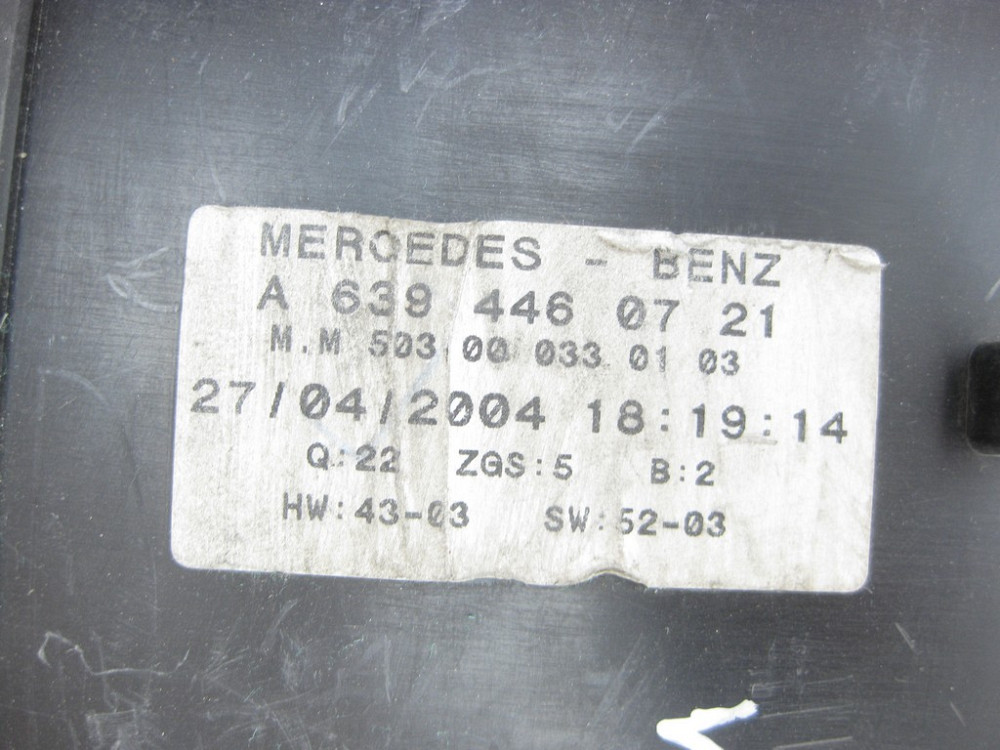 MERCEDES - BENZ
A 639 446 07 21
M.M 503.00 033 01 03
27/04/2004 18:19:14
Q:22 ZGS:5 B:2
HW:43-03 SW:52-03